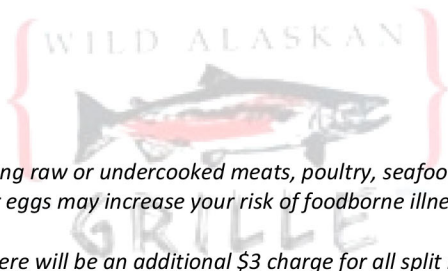 WILD ALASKAN
ng raw or undercooked meats, poultry, seafoo
eggs may increase your risk of foodborne illne
GRILLE
ere will be an additional $3 charge for all split